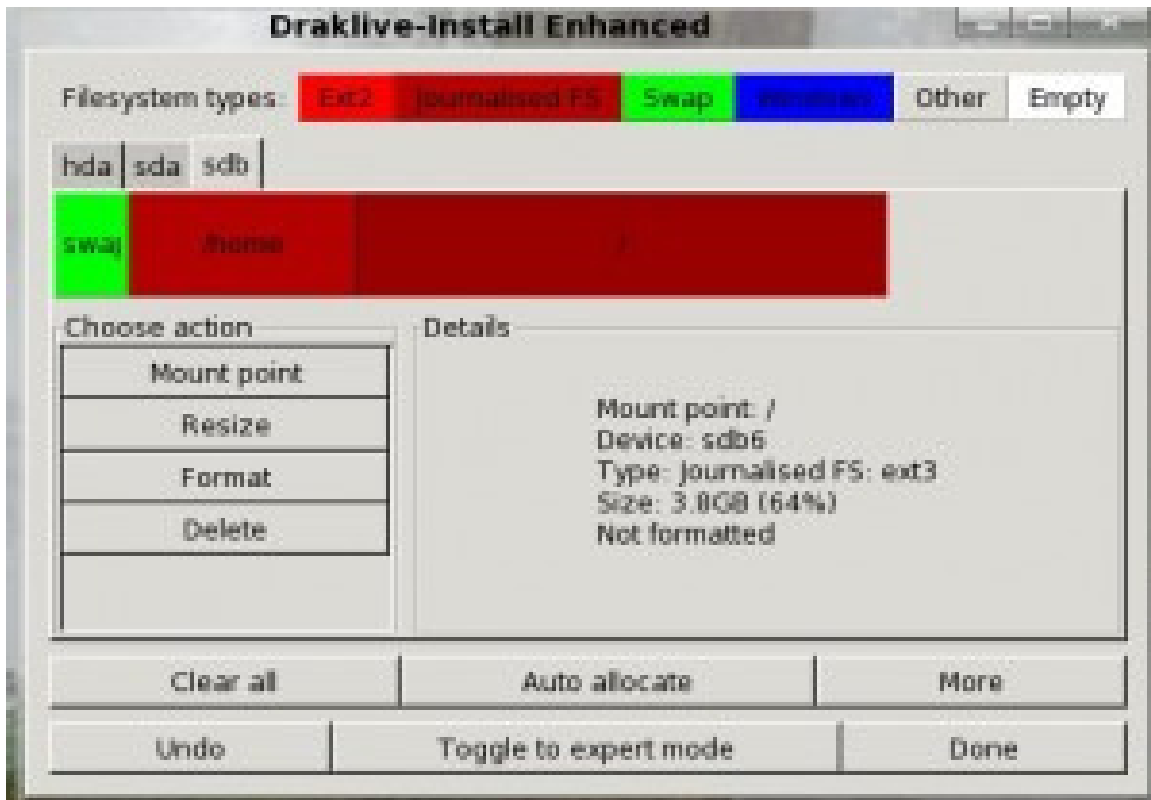 Draklive-Install Enhanced
Filesystem types: Ext2 Journalised FS Swap Windows Other Empty
hda sda sdb
swap /home /
Choose action
Details
Mount point
Resize
Format
Delete
Mount point: /
Device: sdb6
Type: Journalised FS: ext3
Size: 3.8GB (64%)
Not formatted
Clear all Auto allocate More
Undo Toggle to expert mode Done